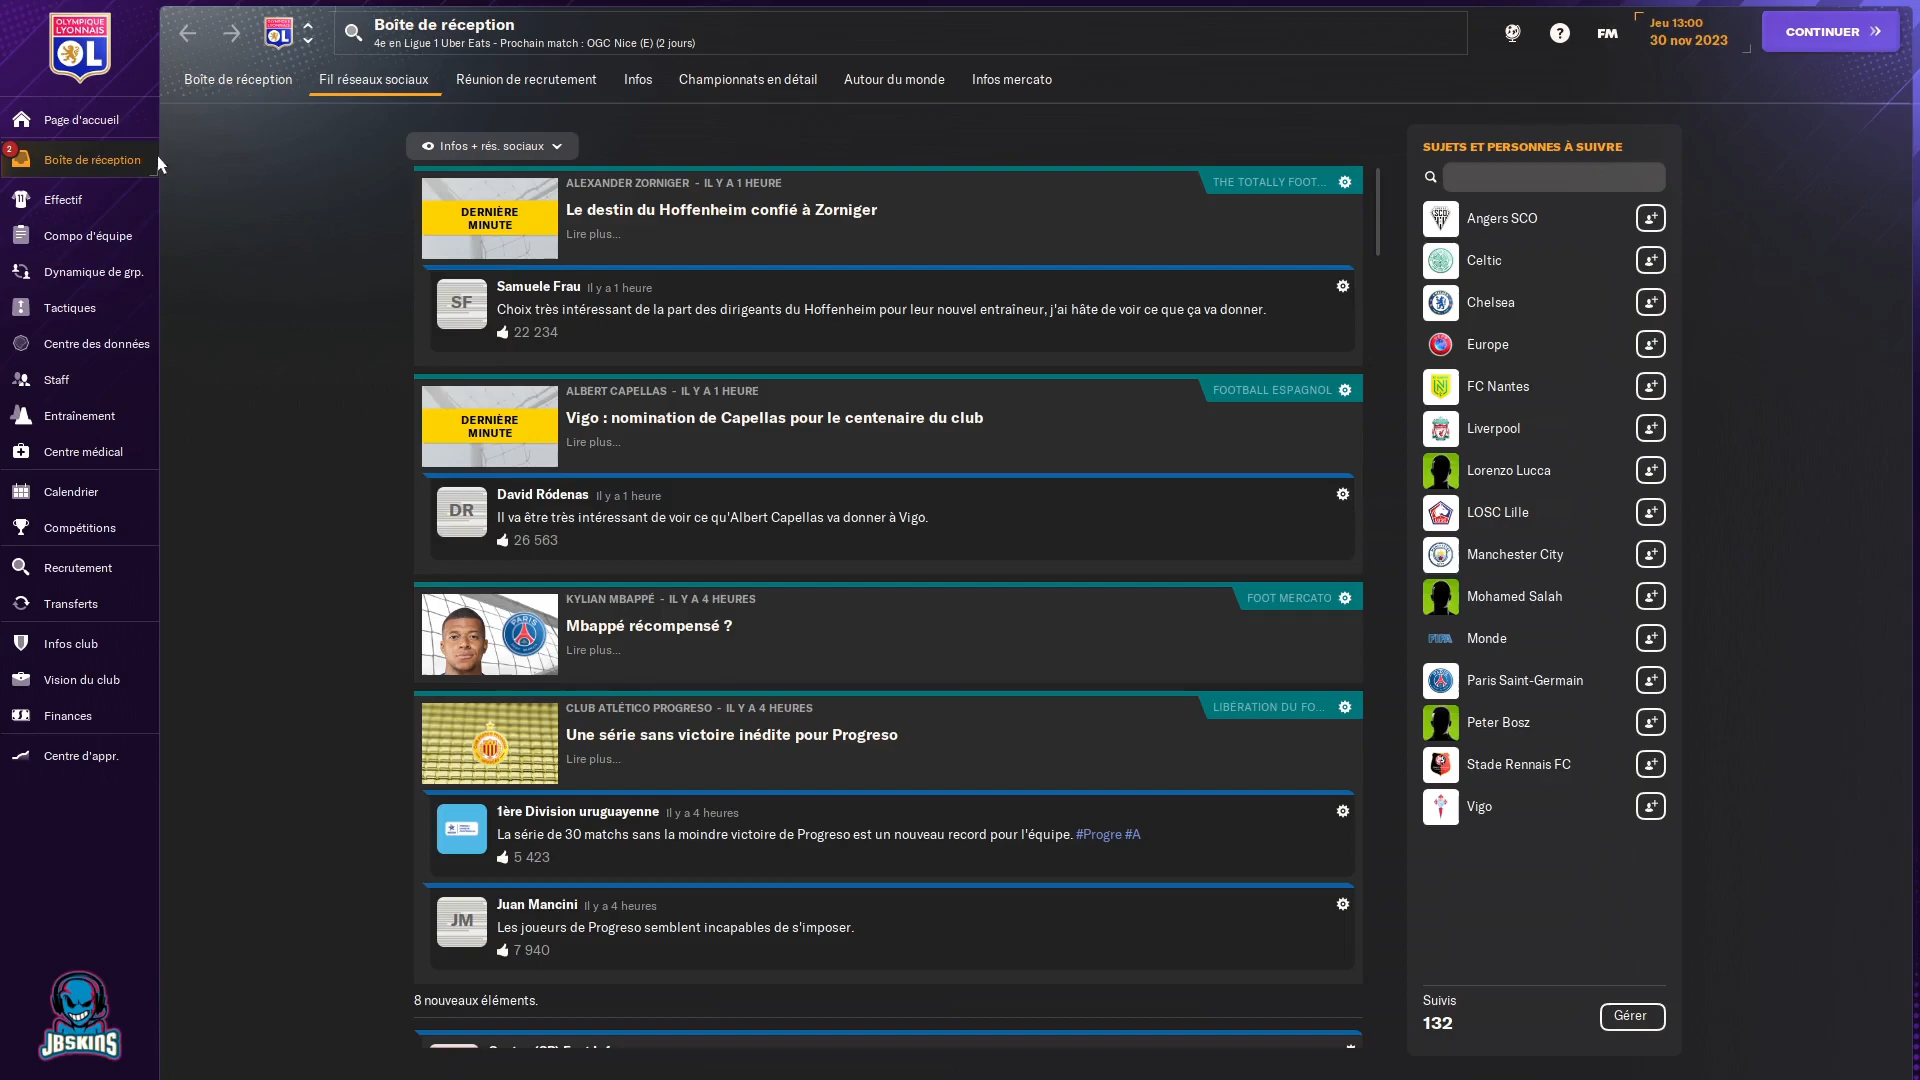 OLYMPIQUE
LYONNAIS
OL
Boîte de réception
4e en Ligue 1 Uber Eats - Prochain match : OGC Nice (E) (2 jours)
FM
Jeu 13:00
30 nov 2023
CONTINUER
Boîte de réception
Fil réseaux sociaux
Réunion de recrutement
Infos
Championnats en détail
Autour du monde
Infos mercato
Page d'accueil
2
Boîte de réception
Effectif
Compo d'équipe
Dynamique de grp.
Tactiques
Centre des données
Staff
Entraînement
Centre médical
Calendrier
Compétitions
Recrutement
Transferts
Infos club
Vision du club
Finances
Centre d'appr.
JBSKINS
Infos + rés. sociaux
DERNIÈRE
MINUTE
ALEXANDER ZORNIGER - IL Y A 1 HEURE
THE TOTALLY FOOT...
Le destin du Hoffenheim confié à Zorniger
Lire plus...
SF
Samuele Frau Il y a 1 heure
Choix très intéressant de la part des dirigeants du Hoffenheim pour leur nouvel entraîneur, j'ai hâte de voir ce que ça va donner.
22 234
DERNIÈRE
MINUTE
ALBERT CAPELLAS - IL Y A 1 HEURE
FOOTBALL ESPAGNOL
Vigo : nomination de Capellas pour le centenaire du club
Lire plus...
DR
David Ródenas Il y a 1 heure
Il va être très intéressant de voir ce qu'Albert Capellas va donner à Vigo.
26 563
PARIS
KYLIAN MBAPPÉ - IL Y A 4 HEURES
FOOT MERCATO
Mbappé récompensé ?
Lire plus...
CLUB ATLÉTICO PROGRESO - IL Y A 4 HEURES
LIBÉRATION DU FO...
Une série sans victoire inédite pour Progreso
Lire plus...
1ère Division uruguayenne Il y a 4 heures
La série de 30 matchs sans la moindre victoire de Progreso est un nouveau record pour l'équipe. #Progre #A
5 423
JM
Juan Mancini Il y a 4 heures
Les joueurs de Progreso semblent incapables de s'imposer.
7 940
8 nouveaux éléments.
SUJETS ET PERSONNES À SUIVRE
Angers SCO
Celtic
Chelsea
Europe
FC Nantes
Liverpool
Lorenzo Lucca
LOSC Lille
Manchester City
Mohamed Salah
FIFA
Monde
Paris Saint-Germain
Peter Bosz
Stade Rennais FC
Vigo
Suivis
132
Gérer